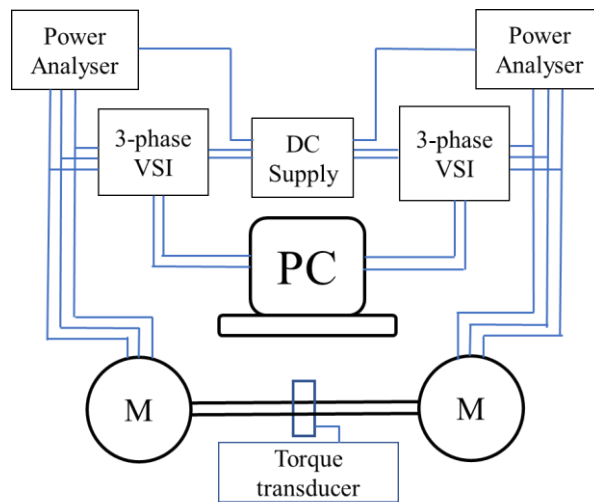 Power
Analyser
Power
Analyser
3-phase
VSI
DC
Supply
3-phase
VSI
PC
M
M
Torque
transducer